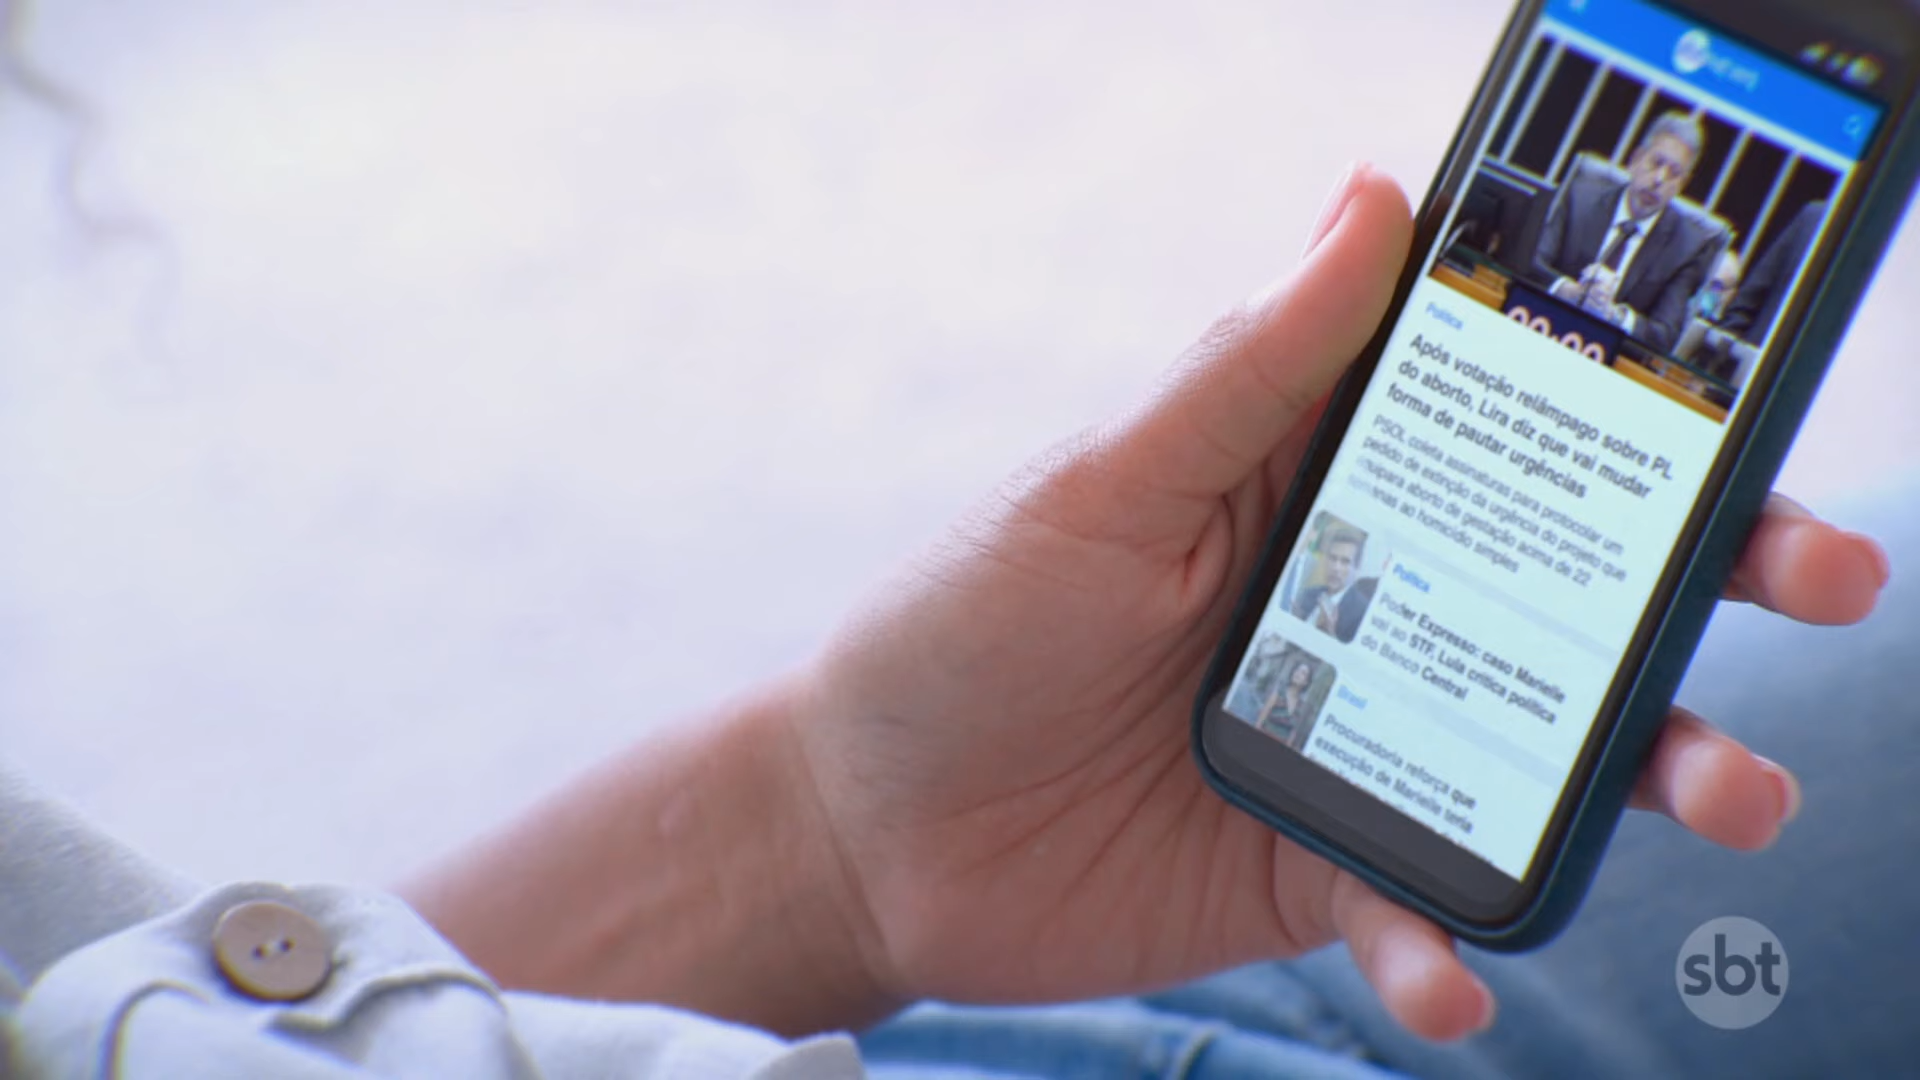 news
00:00
Política
Após votação relâmpago sobre PL
do aborto, Lira diz que vai mudar
forma de pautar urgências
PSOL coleta assinaturas para protocolar um
pedido de extinção da urgência do projeto que
equipara aborto de gestação acima de 22
semanas ao homicídio simples
Política
Poder Expresso: caso Marielle
vai ao STF, Lula critica política
do Banco Central
Brasil
Procuradoria reforça que
execução de Marielle teria
sbt